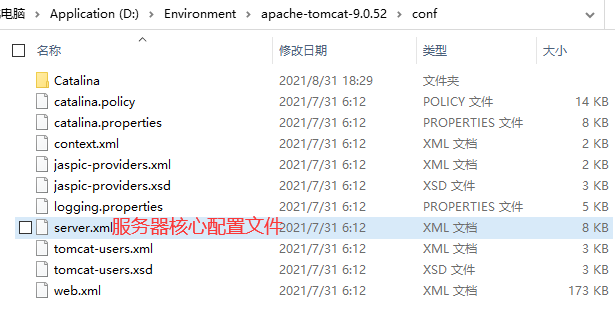 电脑 > Application (D:) > Environment > apache-tomcat-9.0.52 > conf
名称 修改日期 类型 大小
Catalina 2021/8/31 18:29 文件夹
catalina.policy 2021/7/31 6:12 POLICY 文件 14 KB
catalina.properties 2021/7/31 6:12 PROPERTIES 文件 8 KB
context.xml 2021/7/31 6:12 XML 文档 2 KB
jaspic-providers.xml 2021/7/31 6:12 XML 文档 2 KB
jaspic-providers.xsd 2021/7/31 6:12 XSD 文件 3 KB
logging.properties 2021/7/31 6:12 PROPERTIES 文件 5 KB
server.xml服务器核心配置文件 2021/7/31 6:12 XML 文档 8 KB
tomcat-users.xml 2021/7/31 6:12 XML 文档 3 KB
tomcat-users.xsd 2021/7/31 6:12 XSD 文件 3 KB
web.xml 2021/7/31 6:12 XML 文档 173 KB